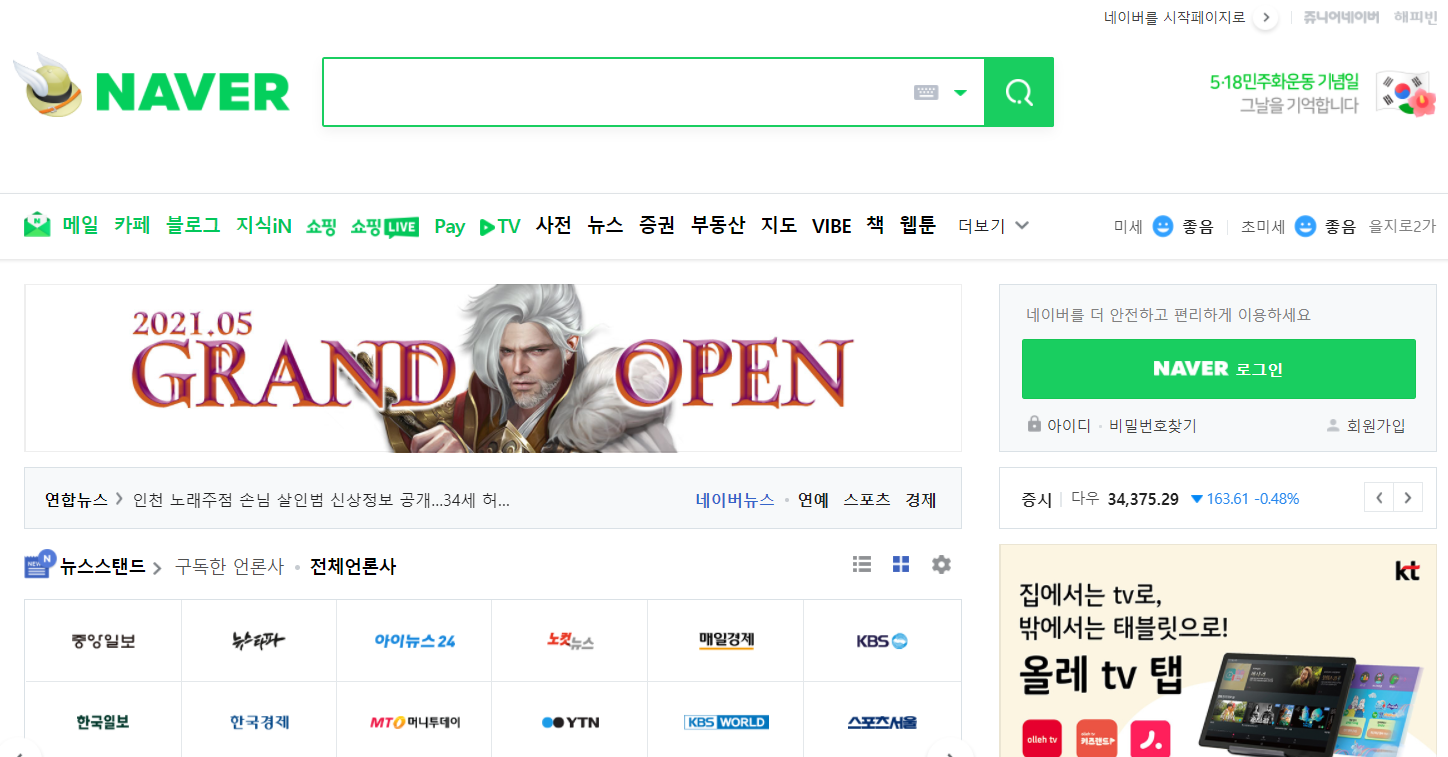 네이버를 시작페이지로
쥬니어네이버 해피빈
NAVER
5·18민주화운동 기념일
그날을 기억합니다
메일 카페 블로그 지식iN 쇼핑 쇼핑LIVE Pay TV 사전 뉴스 증권 부동산 지도 VIBE 책 웹툰 더보기
미세 좋음 초미세 좋음 을지로2가
2021.05
GRAND OPEN
네이버를 더 안전하고 편리하게 이용하세요
NAVER 로그인
아이디 · 비밀번호찾기 회원가입
연합뉴스 인천 노래주점 손님 살인범 신상정보 공개...34세 허...
네이버뉴스 · 연예 스포츠 경제
증시 다우 34,375.29 ▼163.61 -0.48%
NEW N 뉴스스탠드 구독한 언론사 · 전체언론사
중앙일보 뉴스타파 아이뉴스24 노컷뉴스 매일경제 KBS
한국일보 한국경제 MTO머니투데이 YTN KBS WORLD 스포츠서울
kt
집에서는 tv로,
밖에서는 태블릿으로!
올레 tv 탭
olleh tv
키즈랜드